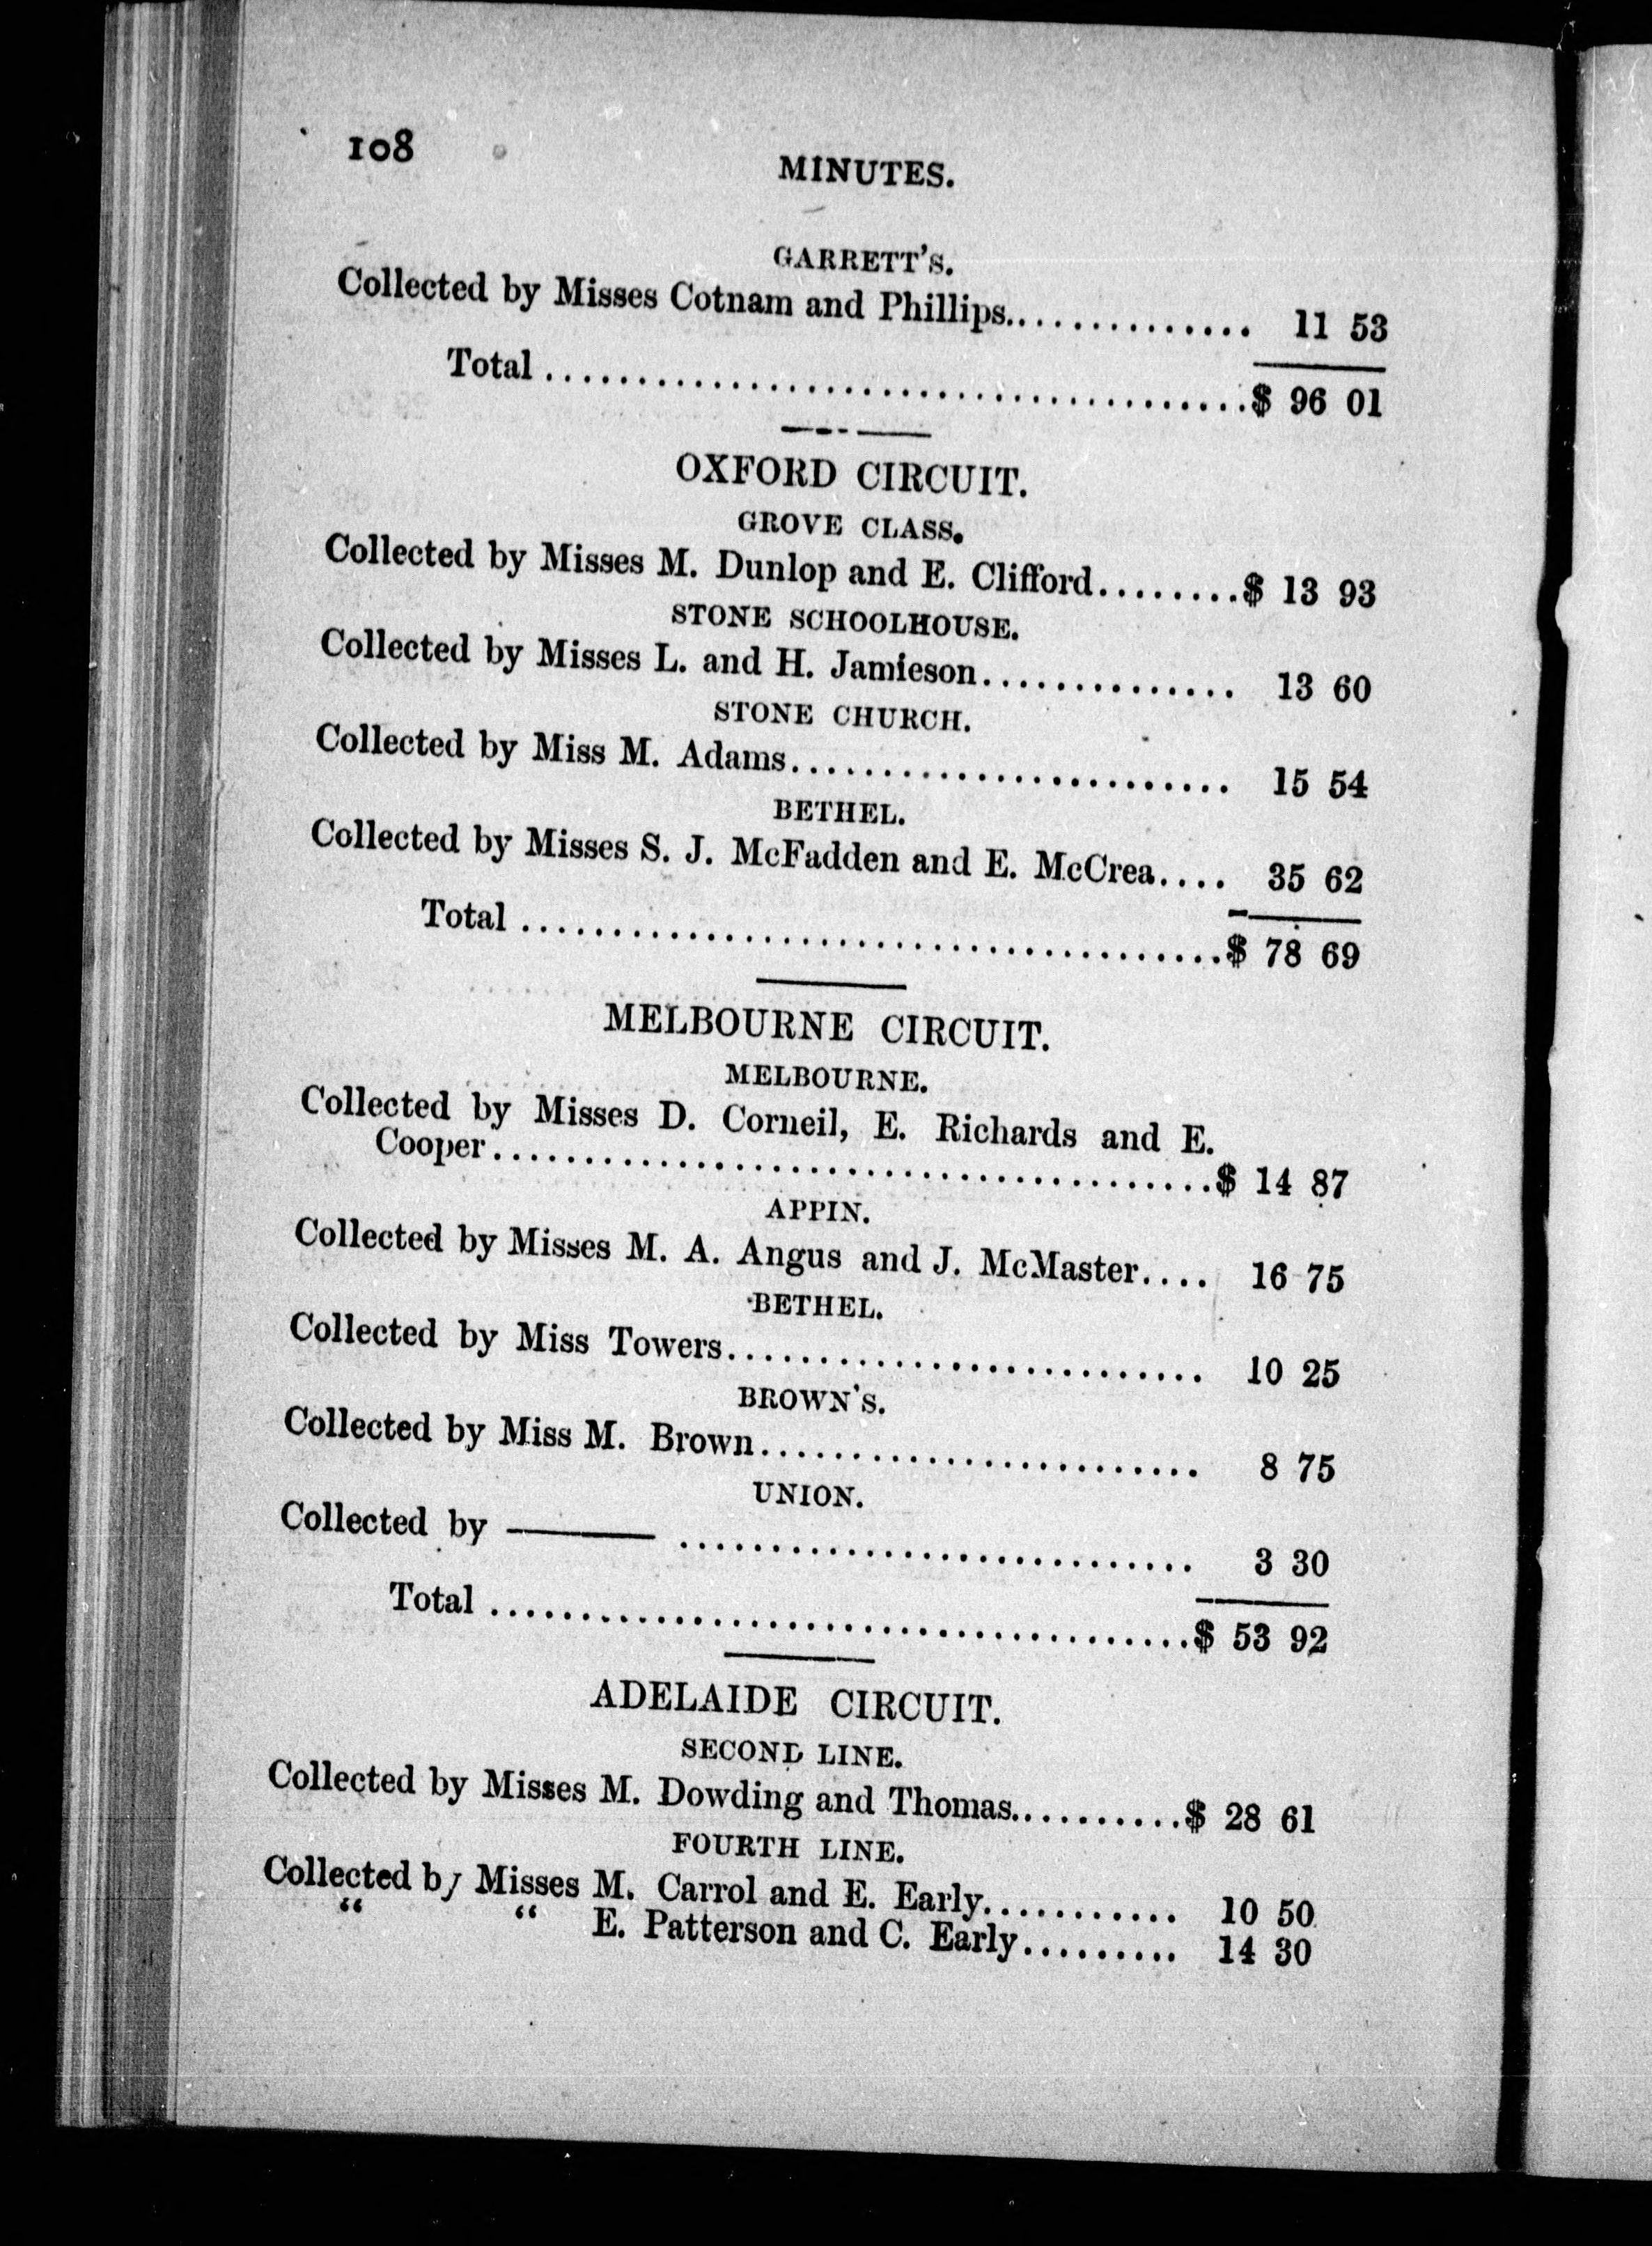 108
MINUTES.
GARRETT'S.
Collected by Misses Cotnam and Phillips............... 11 53
Total .......................................$ 96 01
OXFORD CIRCUIT.
GROVE CLASS.
Collected by Misses M. Dunlop and E. Clifford........$ 13 93
STONE SCHOOLHOUSE.
Collected by Misses L. and H. Jamieson.............. 13 60
STONE CHURCH.
Collected by Miss M. Adams......................... 15 54
BETHEL.
Collected by Misses S. J. McFadden and E. McCrea.... 35 62
Total .......................................$ 78 69
MELBOURNE CIRCUIT.
MELBOURNE.
Collected by Misses D. Corneil, E. Richards and E.
Cooper........................................$ 14 87
APPIN.
Collected by Misses M. A. Angus and J. McMaster.... 16 75
BETHEL.
Collected by Miss Towers........................... 10 25
BROWN'S.
Collected by Miss M. Brown......................... 8 75
UNION.
Collected by ——— ............................. 3 30
Total .......................................$ 53 92
ADELAIDE CIRCUIT.
SECOND LINE.
Collected by Misses M. Dowding and Thomas..........$ 28 61
FOURTH LINE.
Collected by Misses M. Carrol and E. Early........... 10 50
“ “ E. Patterson and C. Early......... 14 30